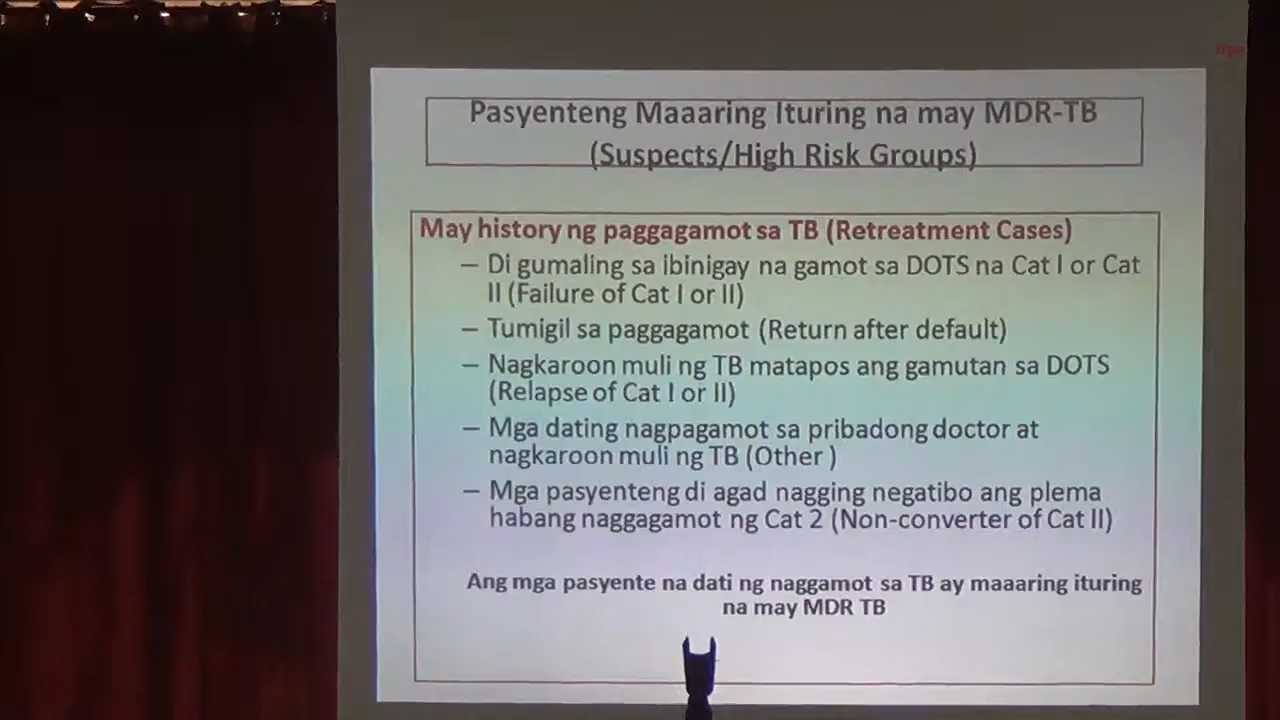 Pasyenteng Maaaring Ituring na may MDR-TB
(Suspects/High Risk Groups)
May history ng paggagamot sa TB (Retreatment Cases)
– Di gumaling sa ibinigay na gamot sa DOTS na Cat I or Cat
II (Failure of Cat I or II)
– Tumigil sa paggagamot (Return after default)
– Nagkaroon muli ng TB matapos ang gamutan sa DOTS
(Relapse of Cat I or II)
– Mga dating nagpagamot sa pribadong doctor at
nagkaroon muli ng TB (Other )
– Mga pasyenteng di agad nagging negatibo ang plema
habang naggagamot ng Cat 2 (Non-converter of Cat II)
Ang mga pasyente na dati ng naggamot sa TB ay maaaring ituring
na may MDR TB